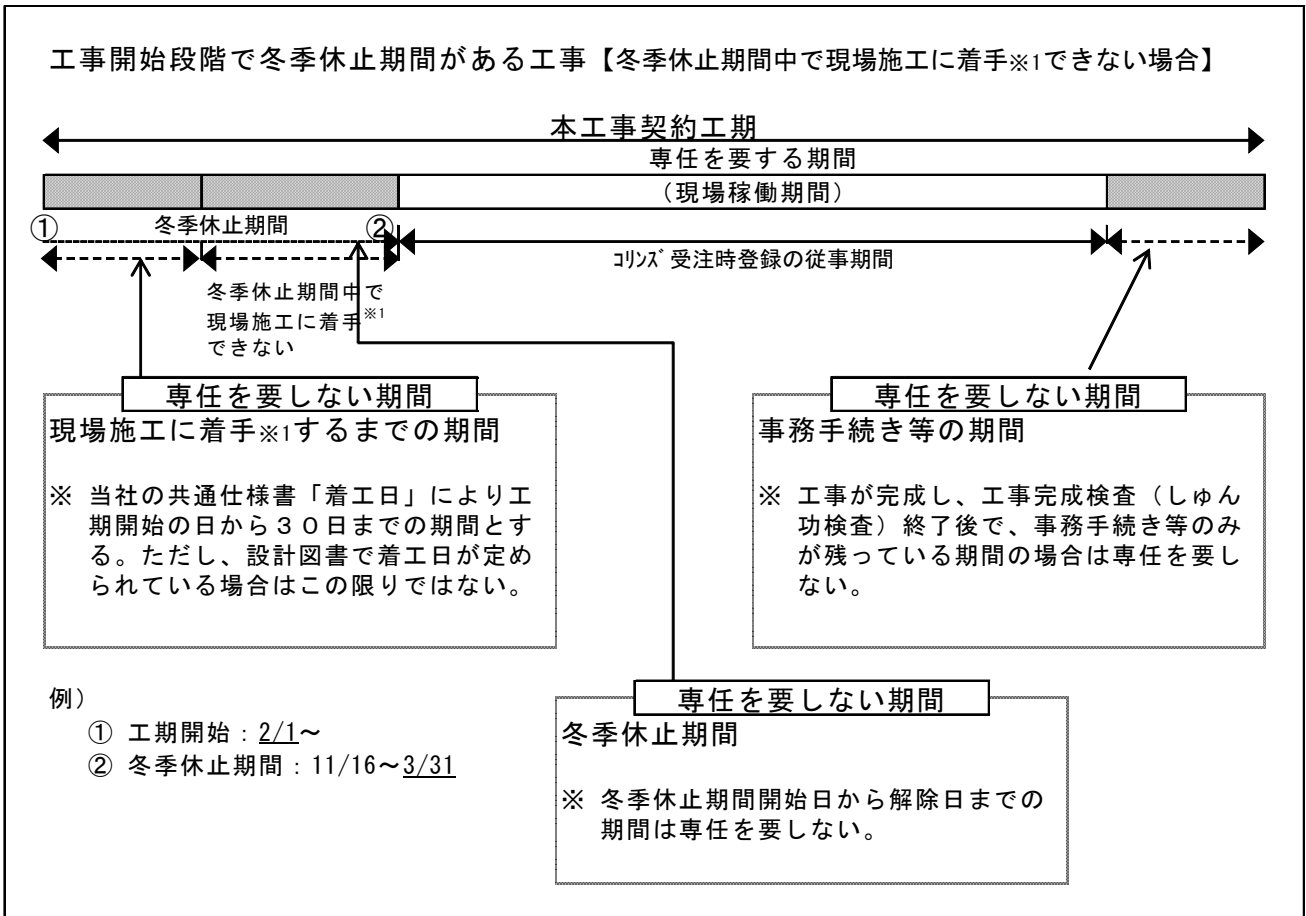 工事開始段階で冬季休止期間がある工事【冬季休止期間中で現場施工に着手※1できない場合】
本工事契約工期
専任を要する期間
（現場稼働期間）
① 冬季休止期間 ②
コリンズ受注時登録の従事期間
冬季休止期間中で
現場施工に着手※1
できない
専任を要しない期間
現場施工に着手※1するまでの期間
※ 当社の共通仕様書「着工日」により工
期開始の日から３０日までの期間とす
る。ただし、設計図書で着工日が定め
られている場合はこの限りではない。
専任を要しない期間
事務手続き等の期間
※ 工事が完成し、工事完成検査（しゅん
功検査）終了後で、事務手続き等のみ
が残っている期間の場合は専任を要し
ない。
例）
① 工期開始：2/1～
② 冬季休止期間：11/16～3/31
専任を要しない期間
冬季休止期間
※ 冬季休止期間開始日から解除日までの
期間は専任を要しない。